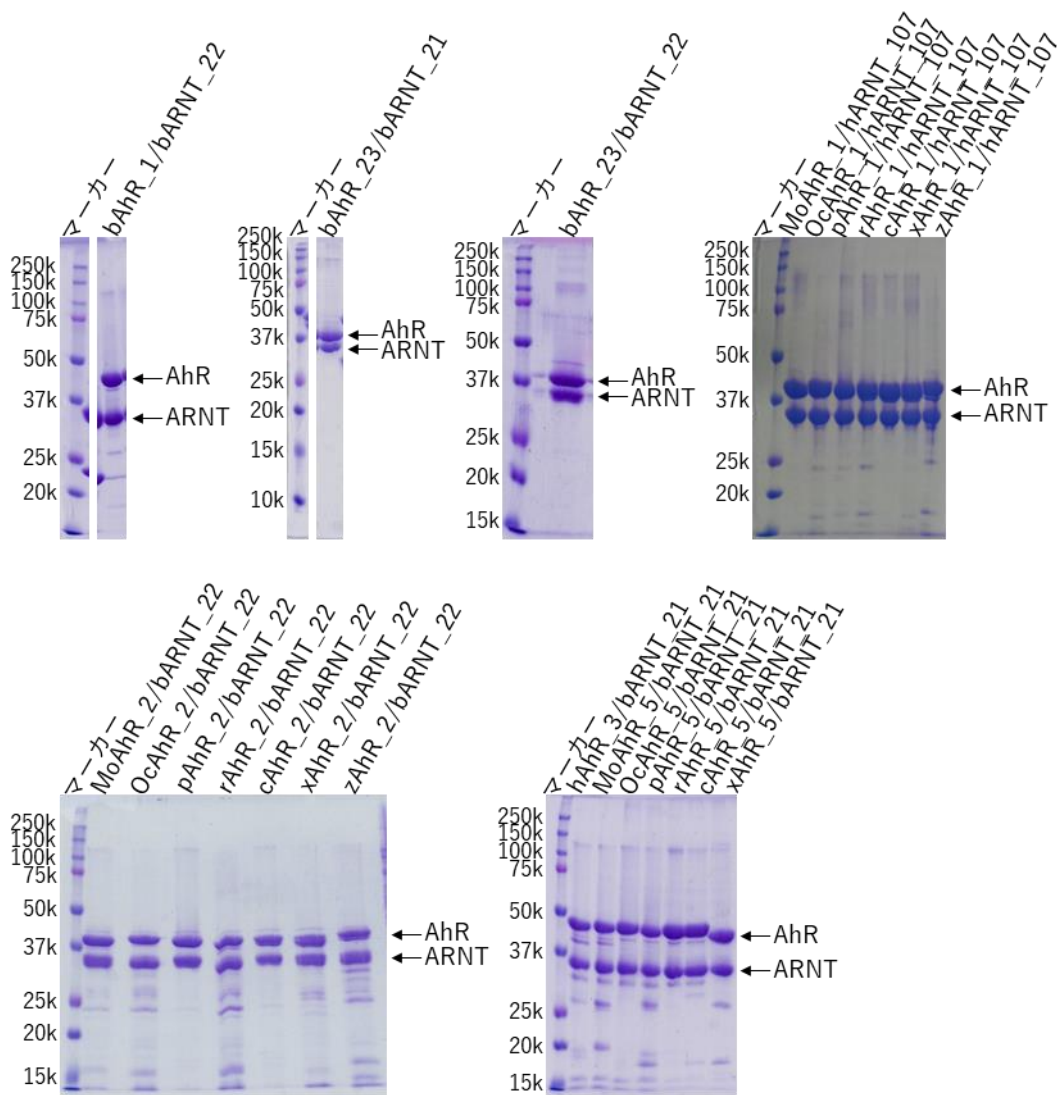 マーカー
bAhR_1/bARNT_22
250k
150k
100k
75k
50k
37k
25k
20k
AhR
ARNT
マーカー
bAhR_23/bARNT_21
250k
150k
100k
75k
50k
37k
25k
20k
15k
10k
AhR
ARNT
マーカー
bAhR_23/bARNT_22
250k
150k
100k
75k
50k
37k
25k
20k
15k
AhR
ARNT
マーカー
MoAhR_1/hARNT_107
OcAhR_1/hARNT_107
pAhR_1/hARNT_107
rAhR_1/hARNT_107
cAhR_1/hARNT_107
xAhR_1/hARNT_107
zAhR_1/hARNT_107
250k
150k
100k
75k
50k
37k
25k
20k
AhR
ARNT
マーカー
MoAhR_2/bARNT_22
OcAhR_2/bARNT_22
pAhR_2/bARNT_22
rAhR_2/bARNT_22
cAhR_2/bARNT_22
xAhR_2/bARNT_22
zAhR_2/bARNT_22
250k
150k
100k
75k
50k
37k
25k
20k
15k
AhR
ARNT
マーカー
hAhR_3/bARNT_21
MoAhR_5/bARNT_21
OcAhR_5/bARNT_21
pAhR_5/bARNT_21
rAhR_5/bARNT_21
cAhR_5/bARNT_21
xAhR_5/bARNT_21
250k
150k
100k
75k
50k
37k
25k
20k
15k
AhR
ARNT